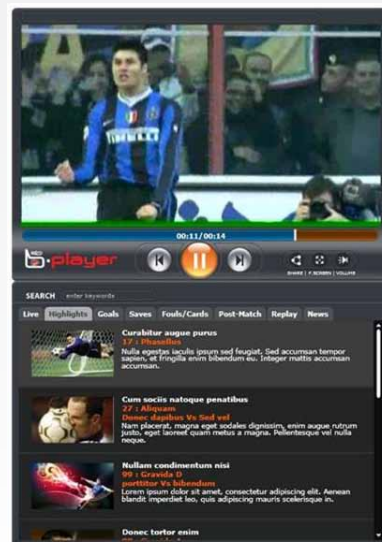 PIRELLI
00:11/00:14
b·player
SHARE | F.SCREEN | VOLUME
SEARCH enter keywords
Live Highlights Goals Saves Fouls/Cards Post-Match Replay News
Curabitur augue purus
17 : Phasellus
Nulla egestas iaculis ipsum sed feugiat. Sed accumsan tempor
sapien, et fringilla enim bibendum eu. Integer mattis accumsan
accumsan.
Cum sociis natoque penatibus
27 : Aliquam
Donec dapibus Vs Sed vel
Nam placerat, magna eget sodales dignissim, enim augue rutrum
justo, eget laoreet quam metus a magna. Pellentesque vel nulla
neque.
Nullam condimentum nisi
99 : Gravida D
porttitor Vs bibendum
Lorem ipsum dolor sit amet, consectetur adipiscing elit. Aenean
blandit imperdiet leo, quis adipiscing mauris scelerisque in.
Donec tortor enim